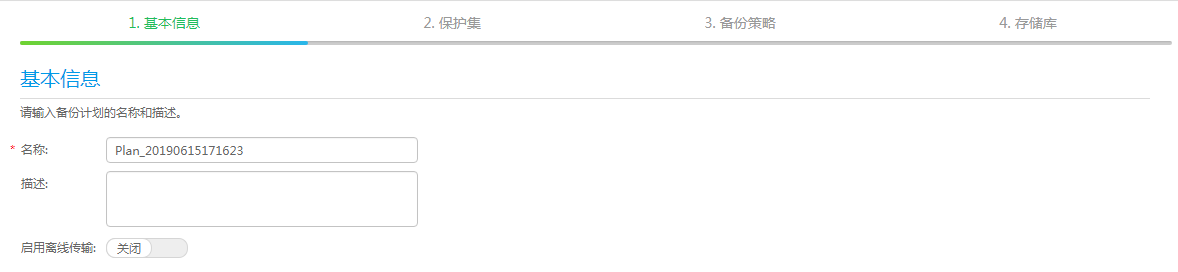 1. 基本信息 2. 保护集 3. 备份策略 4. 存储库
基本信息
请输入备份计划的名称和描述。
* 名称: Plan_20190615171623
描述:
启用离线传输: 关闭